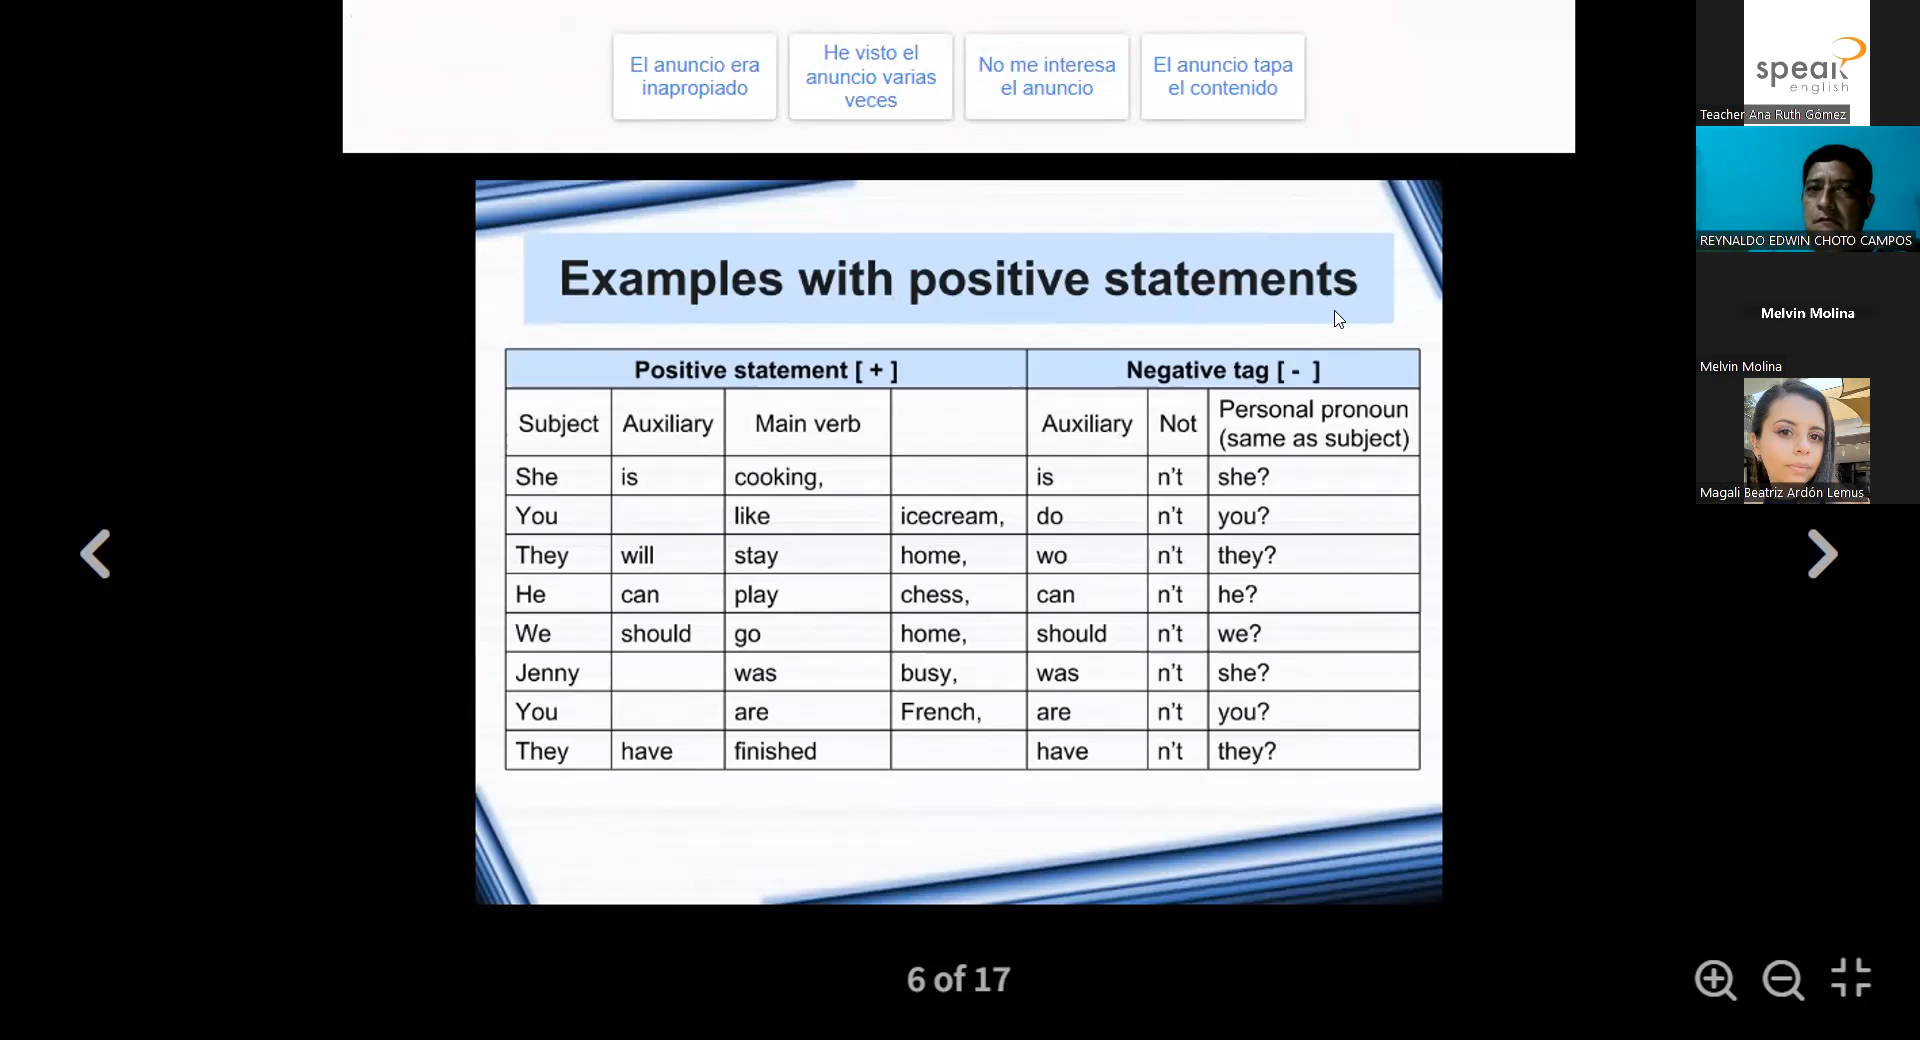 El anuncio era
inapropiado
He visto el
anuncio varias
veces
No me interesa
el anuncio
El anuncio tapa
el contenido
speak
english
Teacher Ana Ruth Gómez
REYNALDO EDWIN CHOTO CAMPOS
Melvin Molina
Melvin Molina
Magali Beatriz Ardón Lemus
Examples with positive statements
Positive statement [ + ] Negative tag [ - ]
Subject Auxiliary Main verb Auxiliary Not Personal pronoun
(same as subject)
She is cooking, is n't she?
You like icecream, do n't you?
They will stay home, wo n't they?
He can play chess, can n't he?
We should go home, should n't we?
Jenny was busy, was n't she?
You are French, are n't you?
They have finished have n't they?
6 of 17